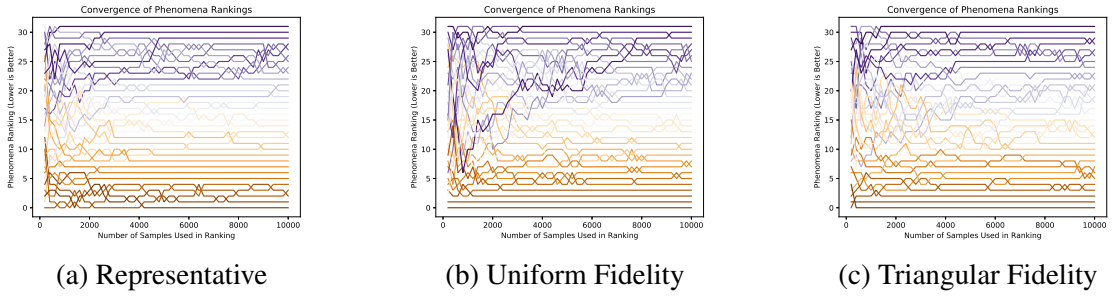 Convergence of Phenomena Rankings
Phenomena Ranking (Lower is Better)
30
25
20
15
10
5
0
0 2000 4000 6000 8000 10000
Number of Samples Used in Ranking
(a) Representative
Convergence of Phenomena Rankings
Phenomena Ranking (Lower is Better)
30
25
20
15
10
5
0
0 2000 4000 6000 8000 10000
Number of Samples Used in Ranking
(b) Uniform Fidelity
Convergence of Phenomena Rankings
Phenomena Ranking (Lower is Better)
30
25
20
15
10
5
0
0 2000 4000 6000 8000 10000
Number of Samples Used in Ranking
(c) Triangular Fidelity